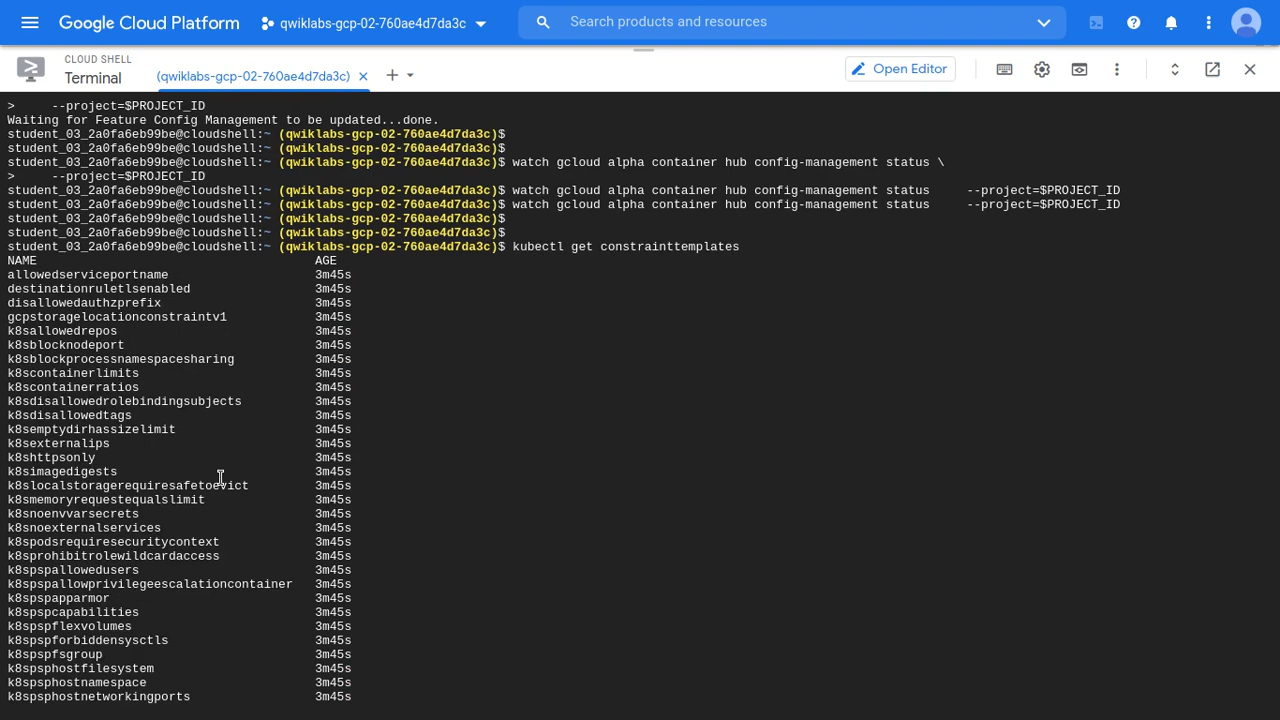 Google Cloud Platform
qwiklabs-gcp-02-760ae4d7da3c
Search products and resources
CLOUD SHELL
Terminal
(qwiklabs-gcp-02-760ae4d7da3c)
Open Editor
>     --project=$PROJECT_ID
Waiting for Feature Config Management to be updated...done.
student_03_2a0fa6eb99be@cloudshell:~ (qwiklabs-gcp-02-760ae4d7da3c)$
student_03_2a0fa6eb99be@cloudshell:~ (qwiklabs-gcp-02-760ae4d7da3c)$
student_03_2a0fa6eb99be@cloudshell:~ (qwiklabs-gcp-02-760ae4d7da3c)$ watch gcloud alpha container hub config-management status \
>     --project=$PROJECT_ID
student_03_2a0fa6eb99be@cloudshell:~ (qwiklabs-gcp-02-760ae4d7da3c)$ watch gcloud alpha container hub config-management status     --project=$PROJECT_ID
student_03_2a0fa6eb99be@cloudshell:~ (qwiklabs-gcp-02-760ae4d7da3c)$ watch gcloud alpha container hub config-management status     --project=$PROJECT_ID
student_03_2a0fa6eb99be@cloudshell:~ (qwiklabs-gcp-02-760ae4d7da3c)$
student_03_2a0fa6eb99be@cloudshell:~ (qwiklabs-gcp-02-760ae4d7da3c)$
student_03_2a0fa6eb99be@cloudshell:~ (qwiklabs-gcp-02-760ae4d7da3c)$ kubectl get constrainttemplates
NAME AGE
allowedserviceportname 3m45s
destinationruletlsenabled 3m45s
disallowedauthzprefix 3m45s
gcpstoragelocationconstraintv1 3m45s
k8sallowedrepos 3m45s
k8sblocknodeport 3m45s
k8sblockprocessnamespacesharing 3m45s
k8scontainerlimits 3m45s
k8scontainerratios 3m45s
k8sdisallowedrolebindingsubjects 3m45s
k8sdisallowedtags 3m45s
k8semptydirhassizelimit 3m45s
k8sexternalips 3m45s
k8shttpsonly 3m45s
k8simagedigests 3m45s
k8slocalstoragerequiresafetoevict 3m45s
k8smemoryrequestequalslimit 3m45s
k8snoenvvarsecrets 3m45s
k8snoexternalservices 3m45s
k8spodsrequiresecuritycontext 3m45s
k8sprohibitrolewildcardaccess 3m45s
k8spspallowedusers 3m45s
k8spspallowprivilegeescalationcontainer 3m45s
k8spspapparmor 3m45s
k8spspcapabilities 3m45s
k8spspflexvolumes 3m45s
k8spspforbiddensysctls 3m45s
k8spspfsgroup 3m45s
k8spsphostfilesystem 3m45s
k8spsphostnamespace 3m45s
k8spsphostnetworkingports 3m45s